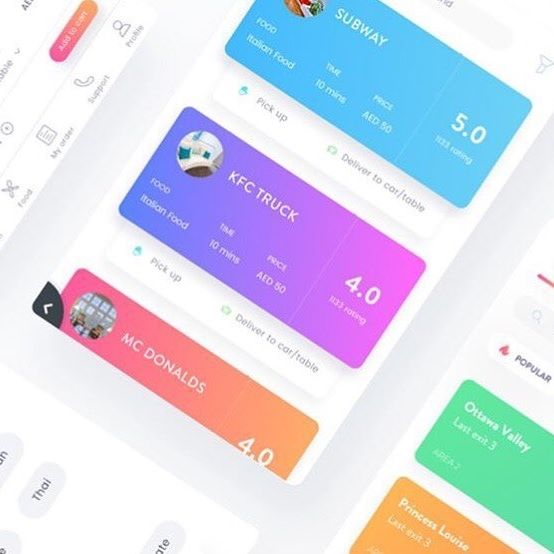 Add to cart
Profile
Support
My order
Food
SUBWAY
FOOD
Italian Food
TIME
10 mins
PRICE
AED 50
5.0
1133 rating
Pick up
Deliver to car/table
KFC TRUCK
FOOD
Italian Food
TIME
10 mins
PRICE
AED 50
4.0
1133 rating
Pick up
Deliver to car/table
MC DONALDS
4.0
Thai
POPULAR
Ottawa Valley
Last exit 3
AREA 2
Princess Louise
Last exit 3
AREA 2